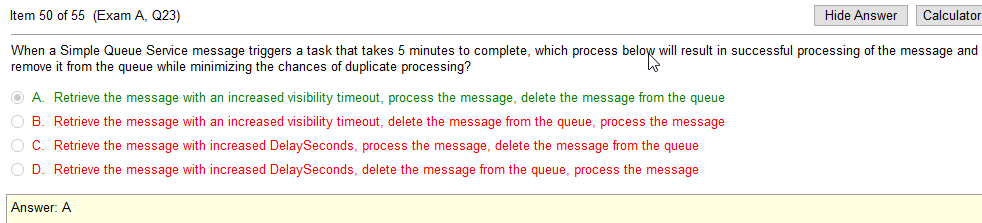 Item 50 of 55 (Exam A, Q23)
Hide Answer
Calculator
When a Simple Queue Service message triggers a task that takes 5 minutes to complete, which process below will result in successful processing of the message and
remove it from the queue while minimizing the chances of duplicate processing?
A. Retrieve the message with an increased visibility timeout, process the message, delete the message from the queue
B. Retrieve the message with an increased visibility timeout, delete the message from the queue, process the message
C. Retrieve the message with increased DelaySeconds, process the message, delete the message from the queue
D. Retrieve the message with increased DelaySeconds, delete the message from the queue, process the message
Answer: A